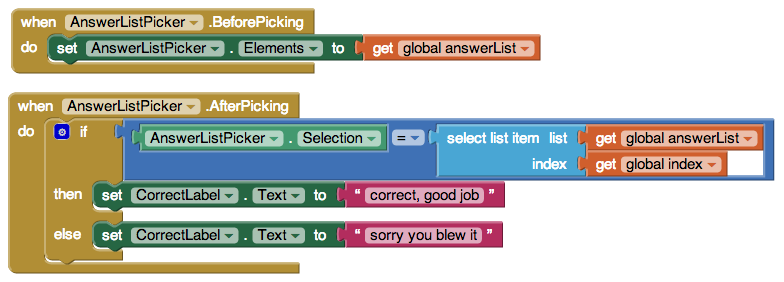 when AnswerListPicker .BeforePicking
do set AnswerListPicker . Elements to get global answerList
when AnswerListPicker .AfterPicking
do if AnswerListPicker . Selection = select list item list get global answerList
index get global index
then set CorrectLabel . Text to “ correct, good job ”
else set CorrectLabel . Text to “ sorry you blew it ”